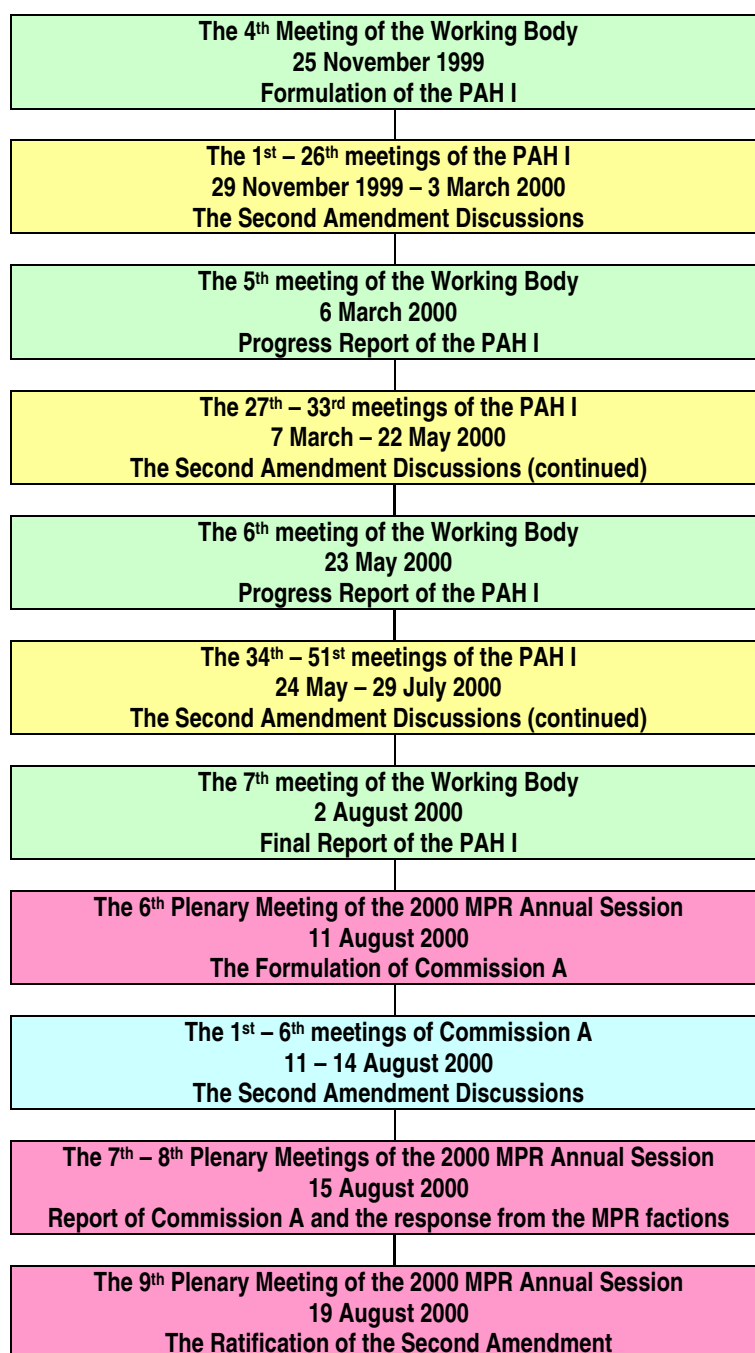 The 4th Meeting of the Working Body
25 November 1999
Formulation of the PAH I
The 1st – 26th meetings of the PAH I
29 November 1999 – 3 March 2000
The Second Amendment Discussions
The 5th meeting of the Working Body
6 March 2000
Progress Report of the PAH I
The 27th – 33rd meetings of the PAH I
7 March – 22 May 2000
The Second Amendment Discussions (continued)
The 6th meeting of the Working Body
23 May 2000
Progress Report of the PAH I
The 34th – 51st meetings of the PAH I
24 May – 29 July 2000
The Second Amendment Discussions (continued)
The 7th meeting of the Working Body
2 August 2000
Final Report of the PAH I
The 6th Plenary Meeting of the 2000 MPR Annual Session
11 August 2000
The Formulation of Commission A
The 1st – 6th meetings of Commission A
11 – 14 August 2000
The Second Amendment Discussions
The 7th – 8th Plenary Meetings of the 2000 MPR Annual Session
15 August 2000
Report of Commission A and the response from the MPR factions
The 9th Plenary Meeting of the 2000 MPR Annual Session
19 August 2000
The Ratification of the Second Amendment